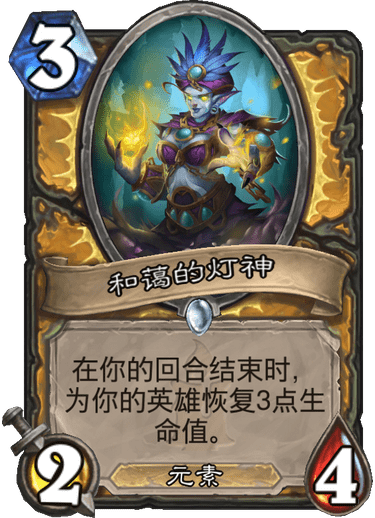 3
和蔼的灯神
在你的回合结束时，
为你的英雄恢复3点生
命值。
2
元素
4